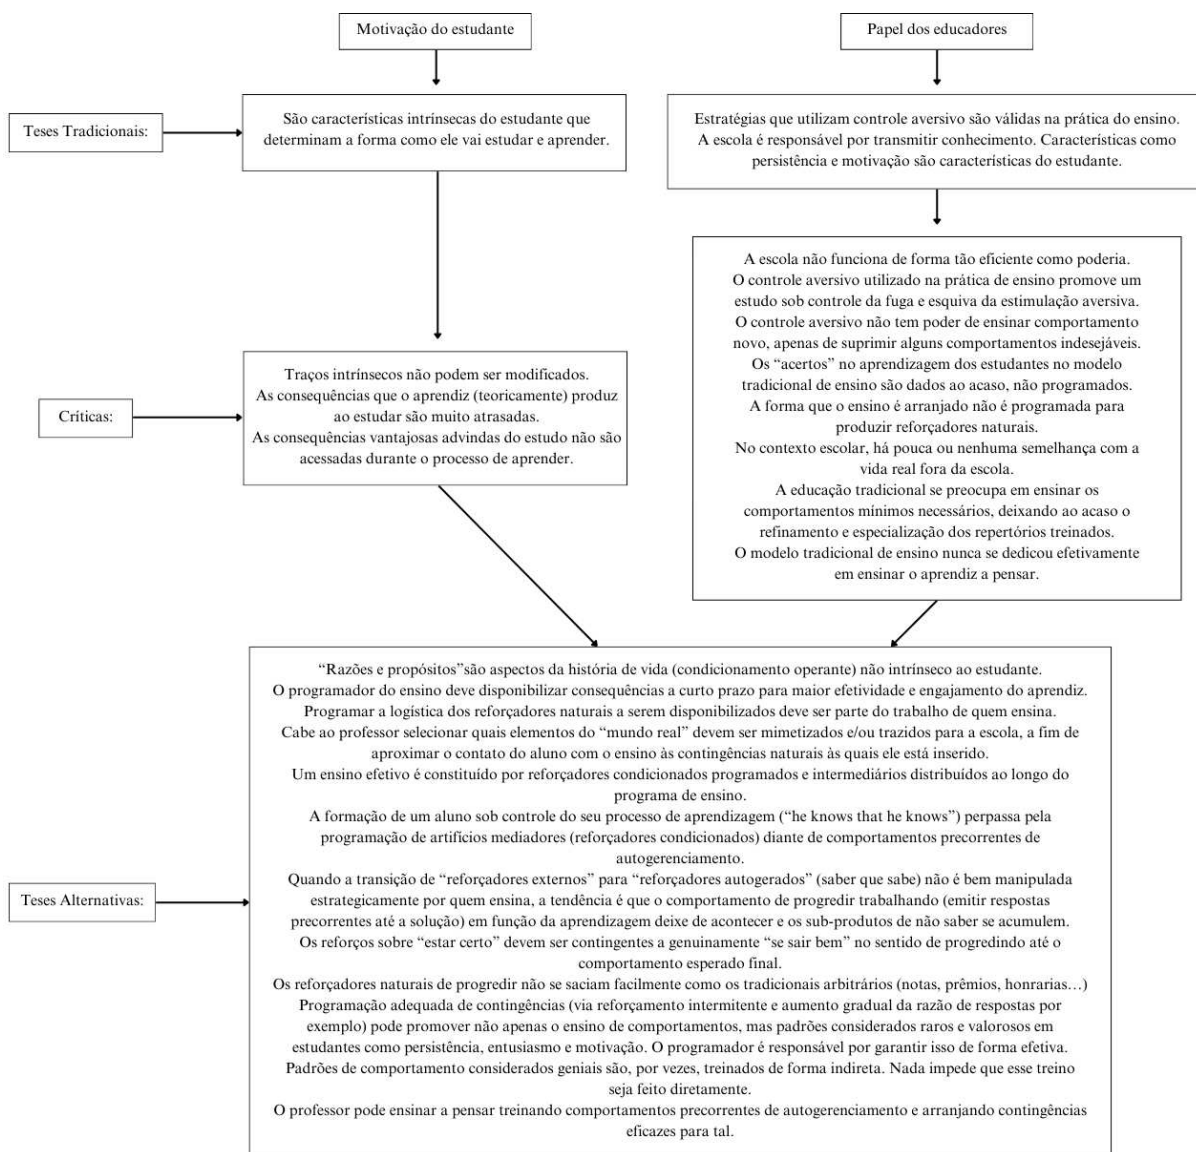 Motivação do estudante
Papel dos educadores
Teses Tradicionais:
São características intrínsecas do estudante que
determinam a forma como ele vai estudar e aprender.
Estratégias que utilizam controle aversivo são válidas na prática do ensino.
A escola é responsável por transmitir conhecimento. Características como
persistência e motivação são características do estudante.
Críticas:
Traços intrínsecos não podem ser modificados.
As consequências que o aprendiz (teoricamente) produz
ao estudar são muito atrasadas.
As consequências vantajosas advindas do estudo não são
acessadas durante o processo de aprender.
A escola não funciona de forma tão eficiente como poderia.
O controle aversivo utilizado na prática de ensino promove um
estudo sob controle da fuga e esquiva da estimulação aversiva.
O controle aversivo não tem poder de ensinar comportamento
novo, apenas de suprimir alguns comportamentos indesejáveis.
Os “acertos” no aprendizagem dos estudantes no modelo
tradicional de ensino são dados ao acaso, não programados.
A forma que o ensino é arranjado não é programada para
produzir reforçadores naturais.
No contexto escolar, há pouca ou nenhuma semelhança com a
vida real fora da escola.
A educação tradicional se preocupa em ensinar os
comportamentos mínimos necessários, deixando ao acaso o
refinamento e especialização dos repertórios treinados.
O modelo tradicional de ensino nunca se dedicou efetivamente
em ensinar o aprendiz a pensar.
Teses Alternativas:
“Razões e propósitos”são aspectos da história de vida (condicionamento operante) não intrínseco ao estudante.
O programador do ensino deve disponibilizar consequências a curto prazo para maior efetividade e engajamento do aprendiz.
Programar a logística dos reforçadores naturais a serem disponibilizados deve ser parte do trabalho de quem ensina.
Cabe ao professor selecionar quais elementos do “mundo real” devem ser mimetizados e/ou trazidos para a escola, a fim de
aproximar o contato do aluno com o ensino às contingências naturais às quais ele está inserido.
Um ensino efetivo é constituído por reforçadores condicionados programados e intermediários distribuídos ao longo do
programa de ensino.
A formação de um aluno sob controle do seu processo de aprendizagem (“he knows that he knows”) perpassa pela
programação de artifícios mediadores (reforçadores condicionados) diante de comportamentos precorrentes de
autogerenciamento.
Quando a transição de “reforçadores externos” para “reforçadores autogerados” (saber que sabe) não é bem manipulada
estrategicamente por quem ensina, a tendência é que o comportamento de progredir trabalhando (emitir respostas
precorrentes até a solução) em função da aprendizagem deixe de acontecer e os sub-produtos de não saber se acumulem.
Os reforços sobre “estar certo” devem ser contingentes a genuinamente “se sair bem” no sentido de progredindo até o
comportamento esperado final.
Os reforçadores naturais de progredir não se saciam facilmente como os tradicionais arbitrários (notas, prêmios, honrarias…)
Programação adequada de contingências (via reforçamento intermitente e aumento gradual da razão de respostas por
exemplo) pode promover não apenas o ensino de comportamentos, mas padrões considerados raros e valorosos em
estudantes como persistência, entusiasmo e motivação. O programador é responsável por garantir isso de forma efetiva.
Padrões de comportamento considerados geniais são, por vezes, treinados de forma indireta. Nada impede que esse treino
seja feito diretamente.
O professor pode ensinar a pensar treinando comportamentos precorrentes de autogerenciamento e arranjando contingências
eficazes para tal.